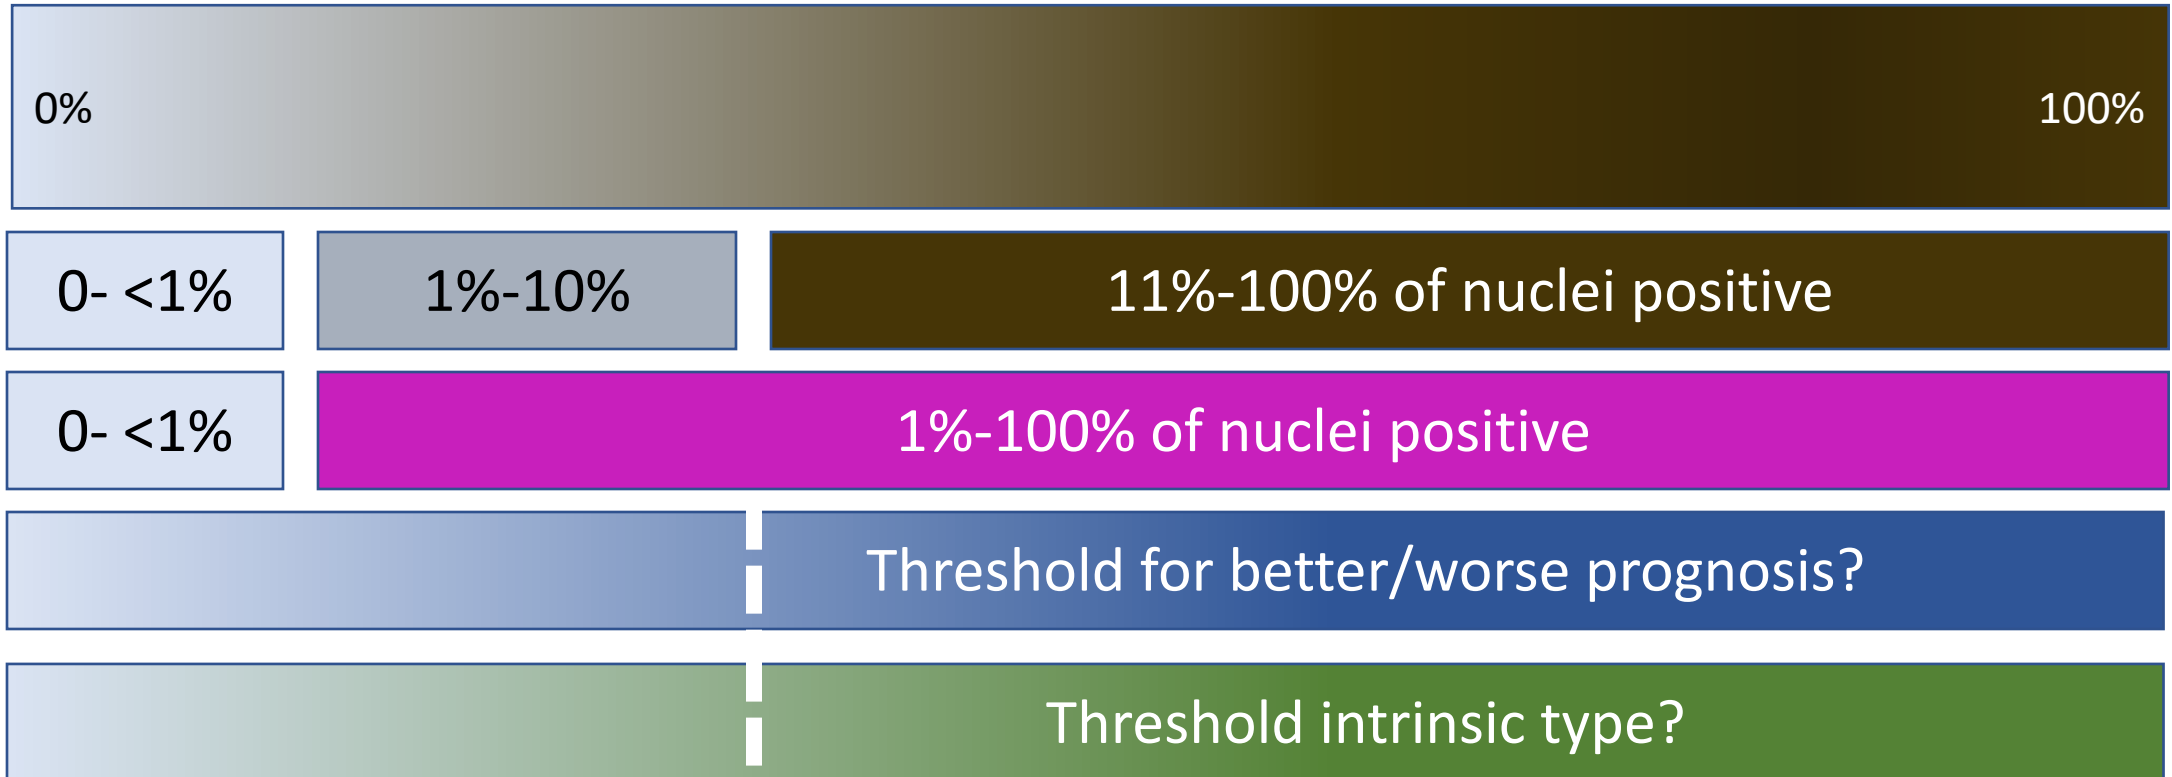 0% 100%
0- <1% 1%-10% 11%-100% of nuclei positive
0- <1% 1%-100% of nuclei positive
Threshold for better/worse prognosis?
Threshold intrinsic type?